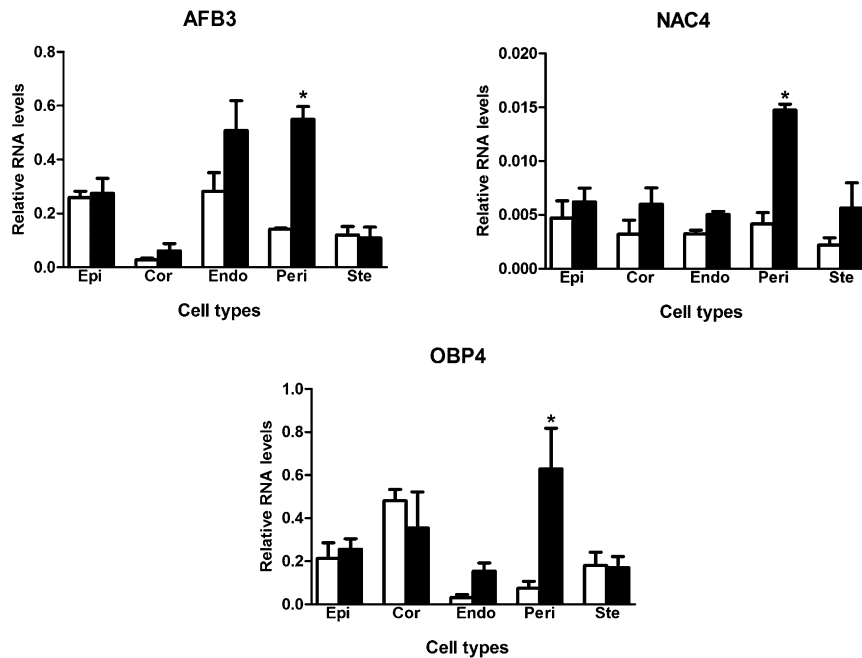 AFB3
Relative RNA levels
0.8
0.6
0.4
0.2
0.0
*
Epi Cor Endo Peri Ste
Cell types
NAC4
Relative RNA levels
0.020
0.015
0.010
0.005
0.000
*
Epi Cor Endo Peri Ste
Cell types
OBP4
Relative RNA levels
1.0
0.8
0.6
0.4
0.2
0.0
*
Epi Cor Endo Peri Ste
Cell types